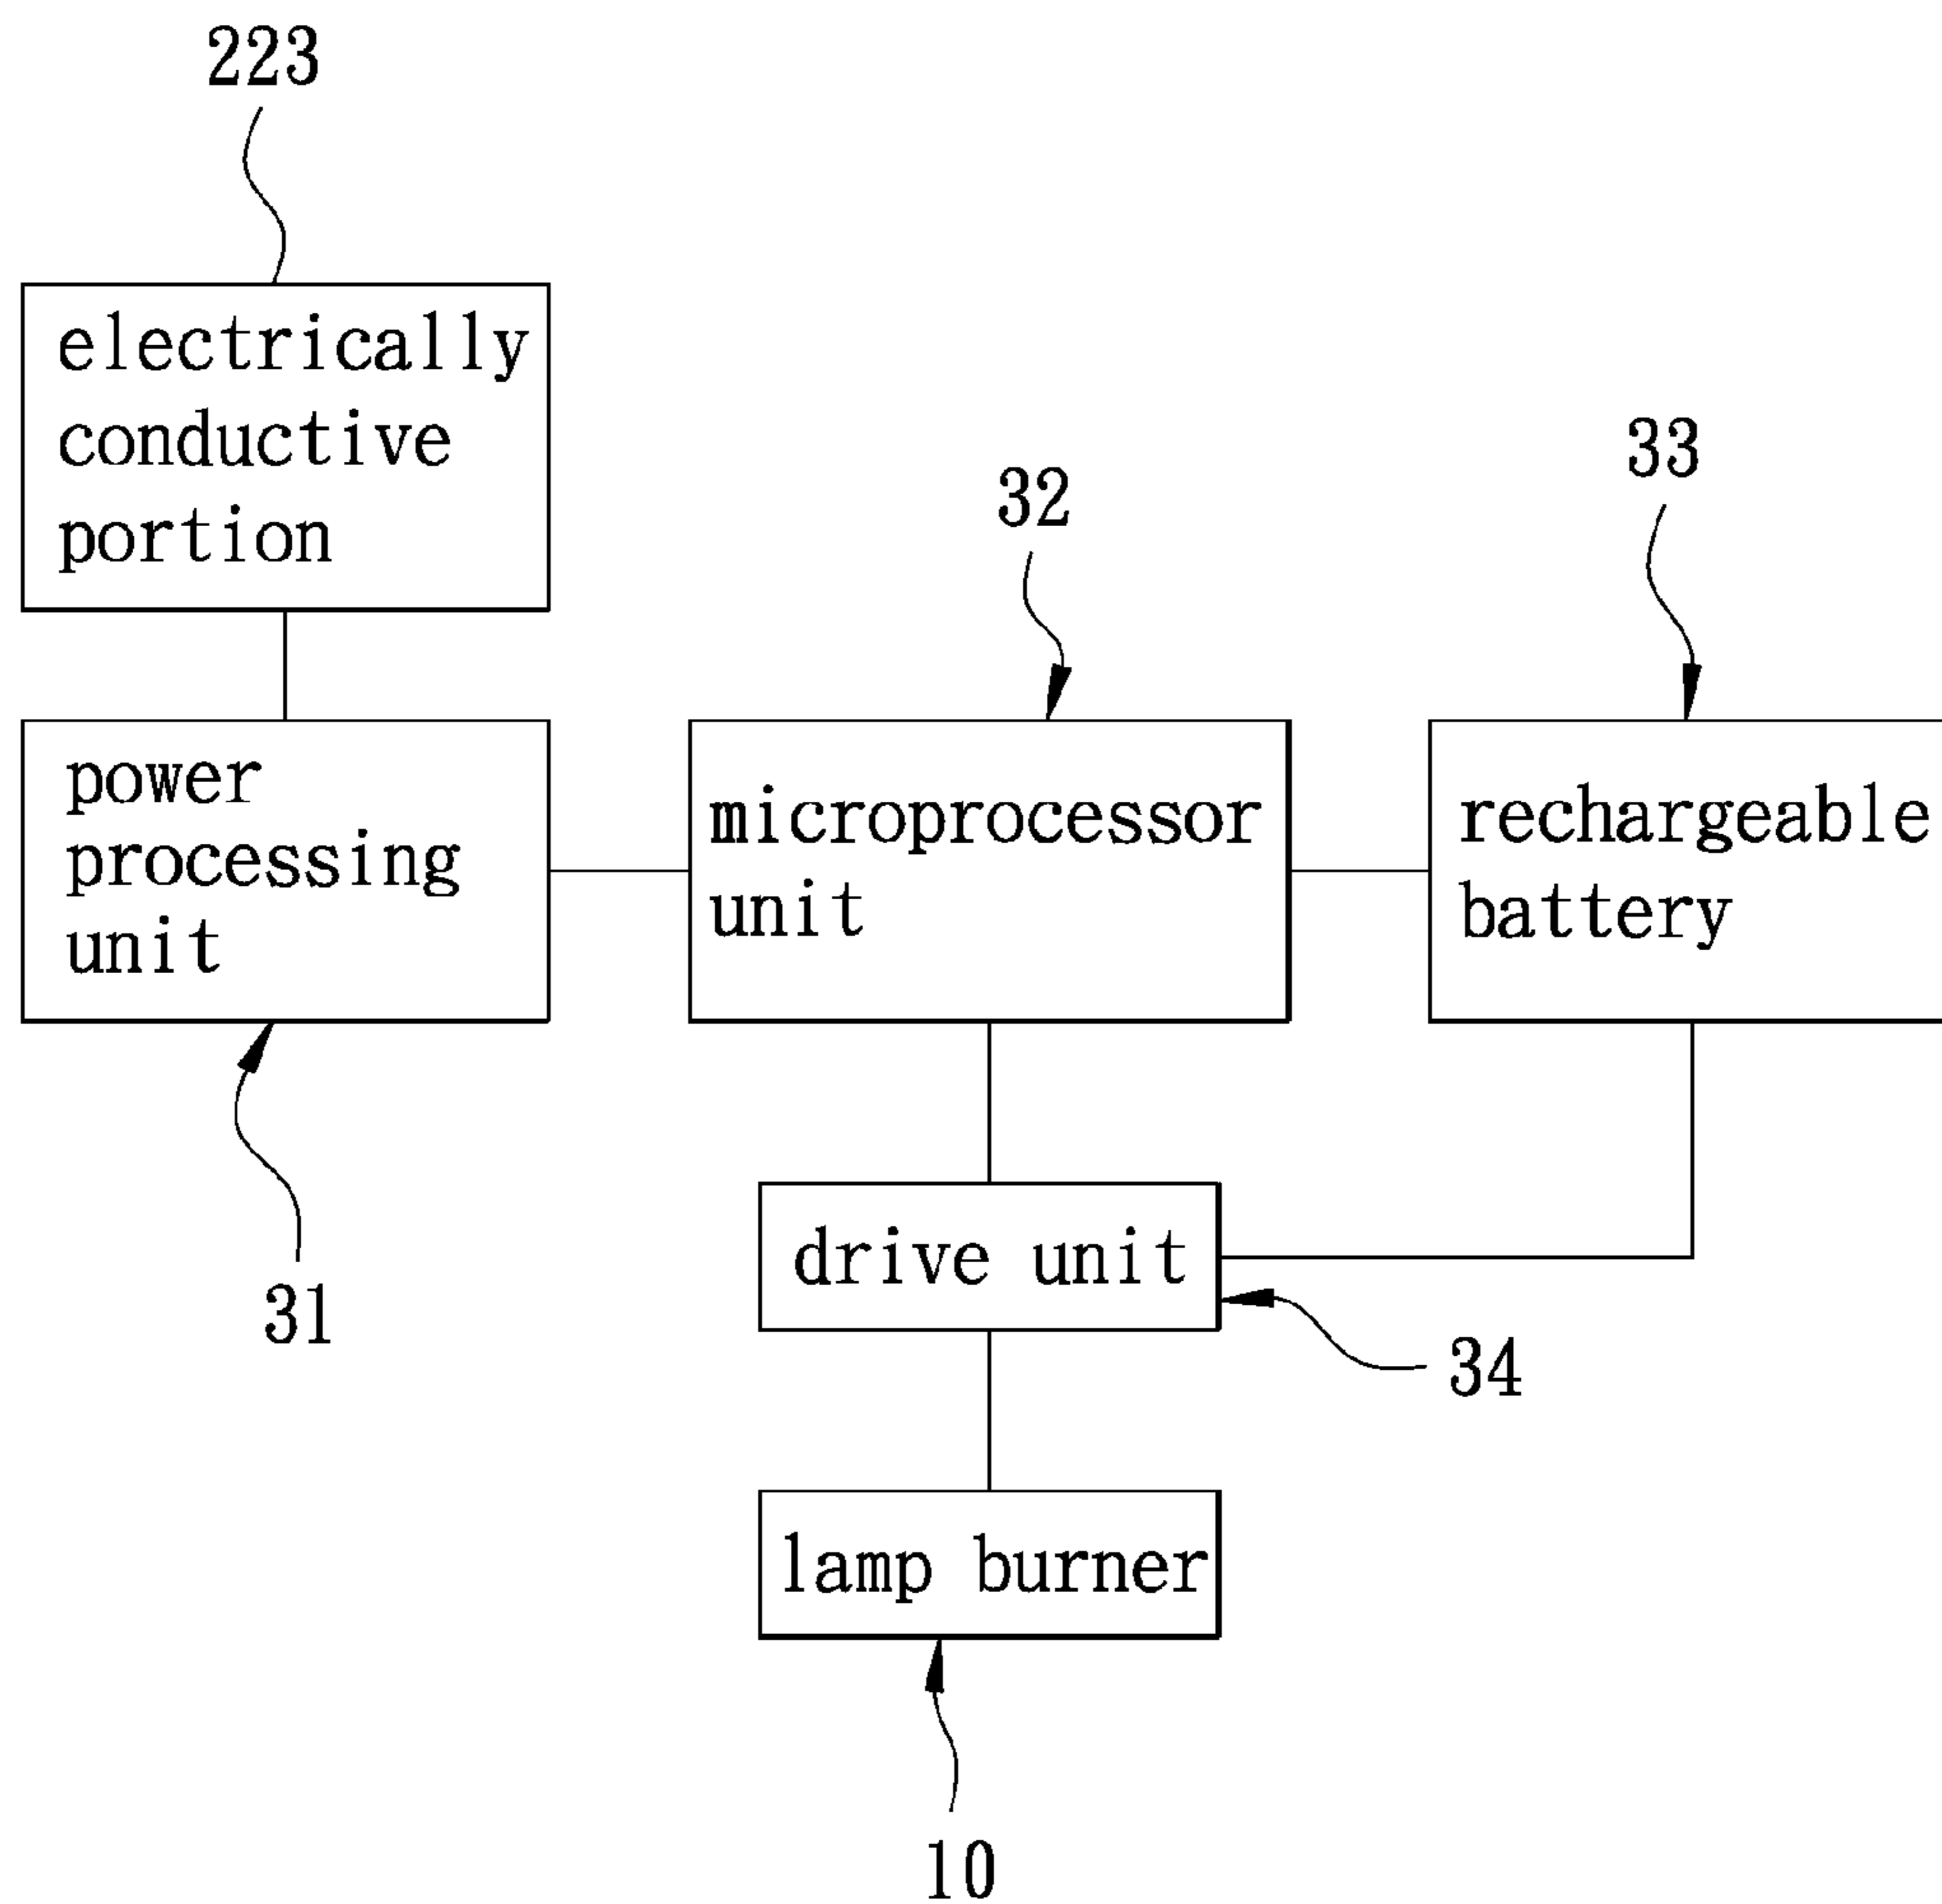 223
electrically
conductive
portion
32
33
power
processing
unit
microprocessor
unit
rechargeable
battery
31
drive unit
34
lamp burner
10